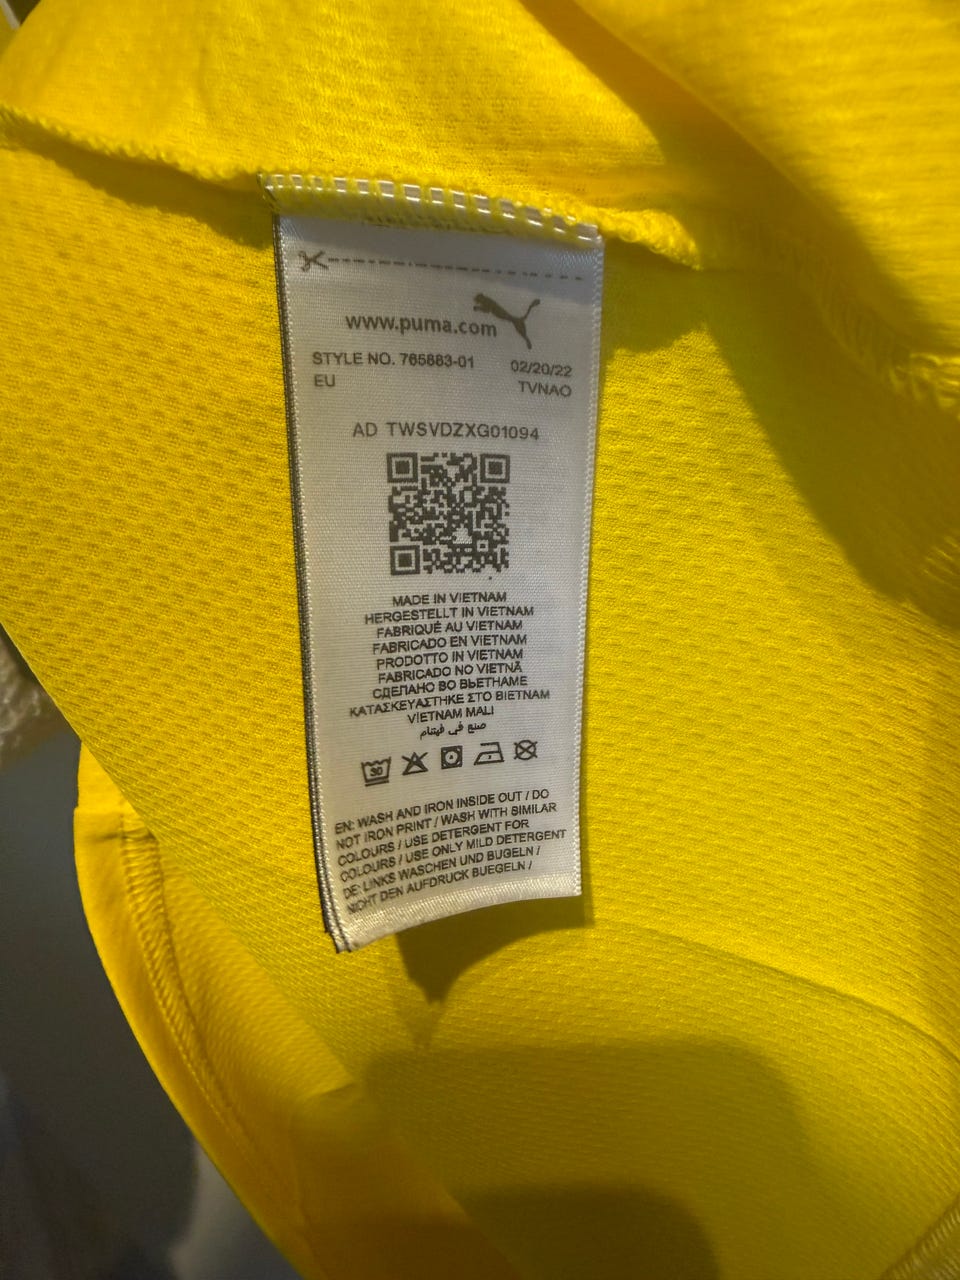 www.puma.com
STYLE NO. 765883-01 02/20/22
EU TVNAO
AD TWSVDZXG01094
MADE IN VIETNAM
HERGESTELLT IN VIETNAM
FABRIQUÉ AU VIETNAM
FABRICADO EN VIETNAM
PRODOTTO IN VIETNAM
FABRICADO NO VIETNÃ
СДЕЛАНО ВО ВЬЕТНАМЕ
ΚΑΤΑΣΚΕΥΑΣΤΗΚΕ ΣΤΟ ΒΙΕΤΝΑΜ
VİETNAM MALI
صنع في فيتنام
30
EN: WASH AND IRON INSIDE OUT / DO
NOT IRON PRINT / WASH WITH SIMILAR
COLOURS / USE DETERGENT FOR
COLOURS / USE ONLY MILD DETERGENT
DE: LINKS WASCHEN UND BUGELN /
NICHT DEN AUFDRUCK BUEGELN /